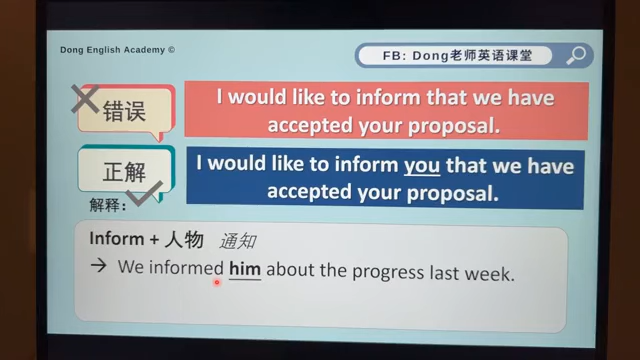 Dong English Academy ©
FB: Dong老师英语课堂
错误
I would like to inform that we have
accepted your proposal.
正解
I would like to inform you that we have
accepted your proposal.
解释：
Inform + 人物 通知
→ We informed him about the progress last week.